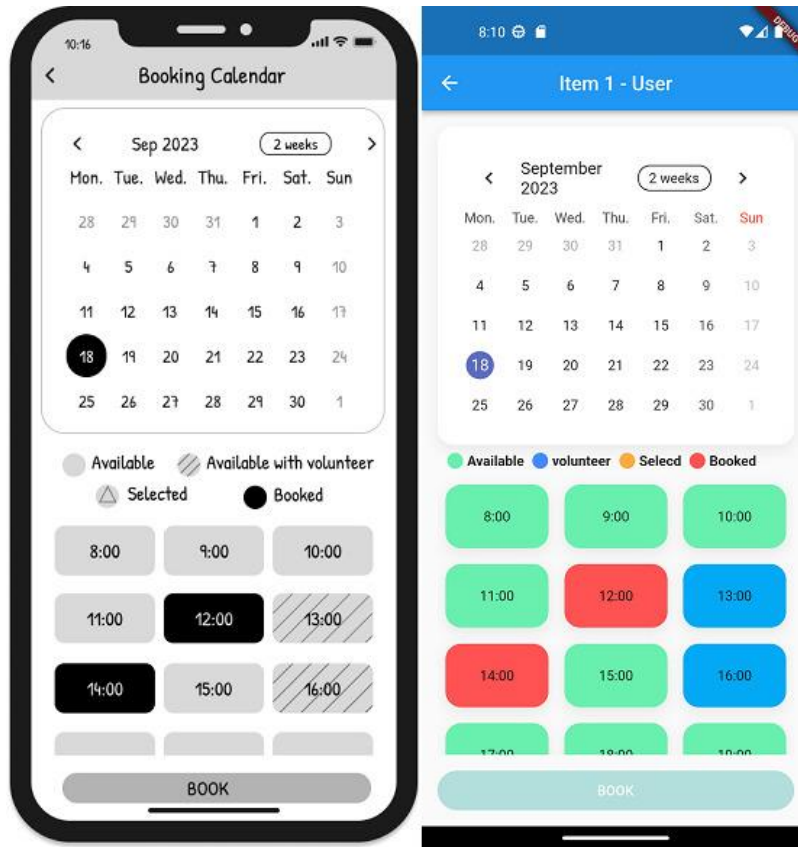 10:16
Booking Calendar
Sep 2023 2 weeks
Mon. Tue. Wed. Thu. Fri. Sat. Sun
28 29 30 31 1 2 3
4 5 6 7 8 9 10
11 12 13 14 15 16 17
18 19 20 21 22 23 24
25 26 27 28 29 30 1
Available Available with volunteer
Selected Booked
8:00 9:00 10:00
11:00 12:00 13:00
14:00 15:00 16:00
BOOK
8:10
DEBUG
Item 1 - User
September
2023
2 weeks
Mon. Tue. Wed. Thu. Fri. Sat. Sun
28 29 30 31 1 2 3
4 5 6 7 8 9 10
11 12 13 14 15 16 17
18 19 20 21 22 23 24
25 26 27 28 29 30 1
Available volunteer Selecd Booked
8:00 9:00 10:00
11:00 12:00 13:00
14:00 15:00 16:00
17:00 18:00 19:00
BOOK